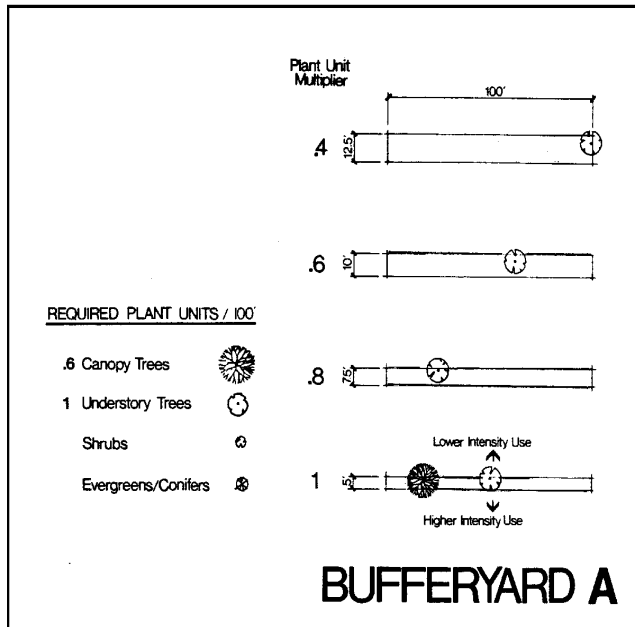 Plant Unit
Multiplier
100'
.4
12.5'
.6
10'
REQUIRED PLANT UNITS / 100'
.6 Canopy Trees
.8
7.5'
1 Understory Trees
Shrubs
Lower Intensity Use
Evergreens/Conifers
1
5'
Higher Intensity Use
BUFFERYARD A